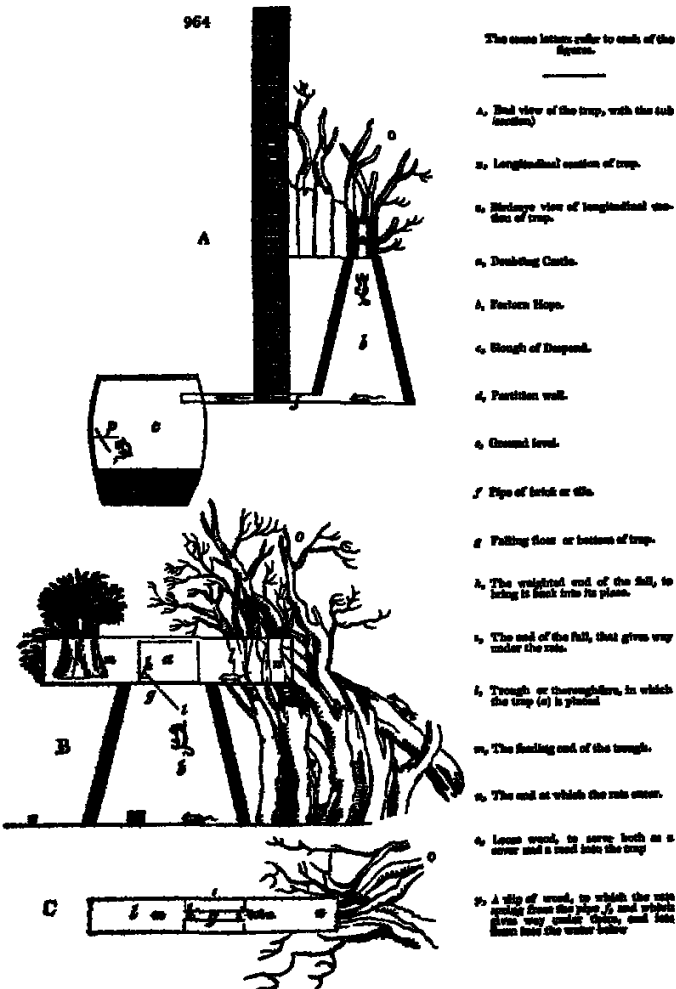 964
The same letters refer to each of the
figures.
A, End view of the trap, with the tub
(section)
B, Longitudinal section of trap.
Birdseye view of longitudinal sec-
tion of trap.
a, Doubting Castle.
b, Forlorn Hope.
c, Slough of Despond.
d, Partition wall.
e, Ground level.
f Pipe of brick or tile.
g Falling floor or bottom of trap.
h, The weighted end of the fall, to
bring it back into its place.
i, The end of the fall, that gives way
under the rats.
Trough or thoroughfare, in which
the trap (a) is placed
m, The feeding end of the trough.
n, The end at which the rats enter.
o, Loose wood, to serve both as a
cover and a road into the trap
p, A slip of wood, to which the rats
spring from the pipe f, and which
gives way under them, and lets
them into the water below
A
o
b
f
p
c
o
n
h
a
g
i
b
B
o
C
l
m
i
g
n